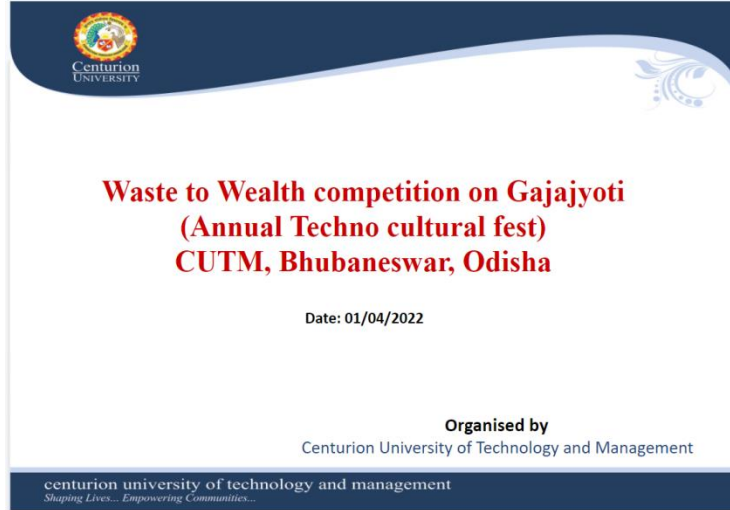 Centurion
UNIVERSITY
Waste to Wealth competition on Gajajyoti
(Annual Techno cultural fest)
CUTM, Bhubaneswar, Odisha
Date: 01/04/2022
Organised by
Centurion University of Technology and Management
centurion university of technology and management
Shaping Lives... Empowering Communities...